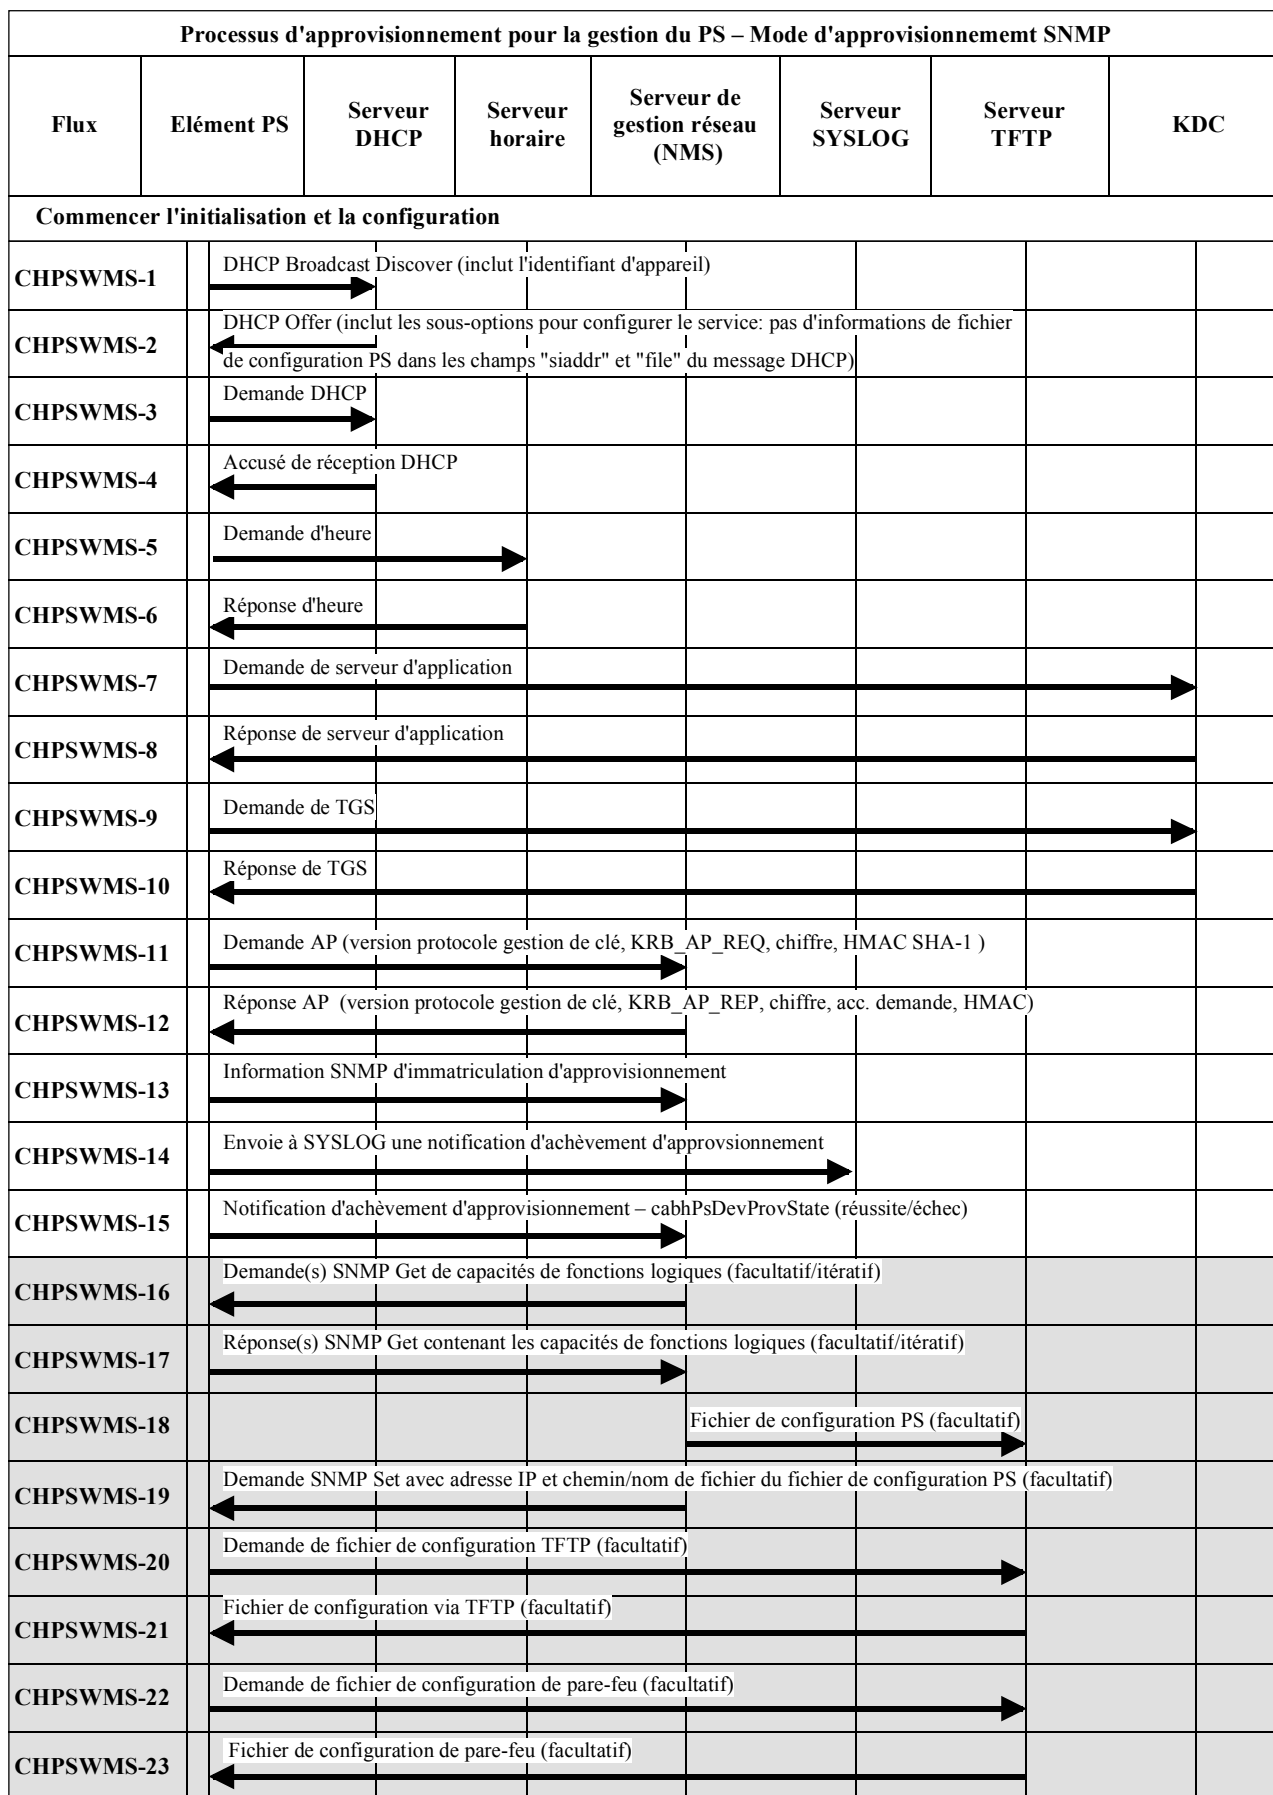 Processus d'approvisionnement pour la gestion du PS – Mode d'approvisionnememt SNMP
Flux
Elément PS
Serveur
DHCP
Serveur
horaire
Serveur de
gestion réseau
(NMS)
Serveur
SYSLOG
Serveur
TFTP
KDC
Commencer l'initialisation et la configuration
CHPSWMS-1
DHCP Broadcast Discover (inclut l'identifiant d'appareil)
CHPSWMS-2
DHCP Offer (inclut les sous-options pour configurer le service: pas d'informations de fichier
de configuration PS dans les champs "siaddr" et "file" du message DHCP)
CHPSWMS-3
Demande DHCP
CHPSWMS-4
Accusé de réception DHCP
CHPSWMS-5
Demande d'heure
CHPSWMS-6
Réponse d'heure
CHPSWMS-7
Demande de serveur d'application
CHPSWMS-8
Réponse de serveur d'application
CHPSWMS-9
Demande de TGS
CHPSWMS-10
Réponse de TGS
CHPSWMS-11
Demande AP (version protocole gestion de clé, KRB_AP_REQ, chiffre, HMAC SHA-1 )
CHPSWMS-12
Réponse AP (version protocole gestion de clé, KRB_AP_REP, chiffre, acc. demande, HMAC)
CHPSWMS-13
Information SNMP d'immatriculation d'approvisionnement
CHPSWMS-14
Envoie à SYSLOG une notification d'achèvement d'approvsionnement
CHPSWMS-15
Notification d'achèvement d'approvisionnement – cabhPsDevProvState (réussite/échec)
CHPSWMS-16
Demande(s) SNMP Get de capacités de fonctions logiques (facultatif/itératif)
CHPSWMS-17
Réponse(s) SNMP Get contenant les capacités de fonctions logiques (facultatif/itératif)
CHPSWMS-18
Fichier de configuration PS (facultatif)
CHPSWMS-19
Demande SNMP Set avec adresse IP et chemin/nom de fichier du fichier de configuration PS (facultatif)
CHPSWMS-20
Demande de fichier de configuration TFTP (facultatif)
CHPSWMS-21
Fichier de configuration via TFTP (facultatif)
CHPSWMS-22
Demande de fichier de configuration de pare-feu (facultatif)
CHPSWMS-23
Fichier de configuration de pare-feu (facultatif)